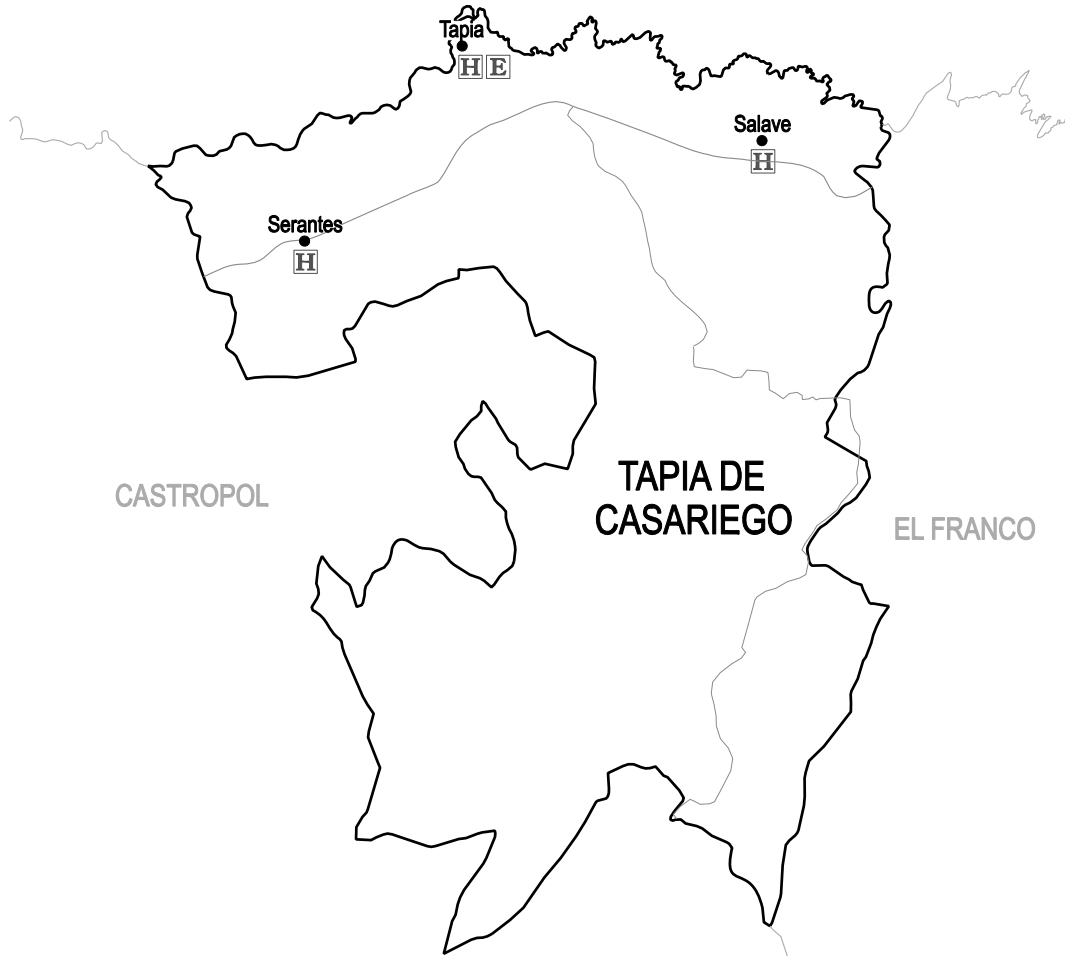 Tapia
H E
Salave
H
Serantes
H
TAPIA DE
CASARIEGO
CASTROPOL
EL FRANCO